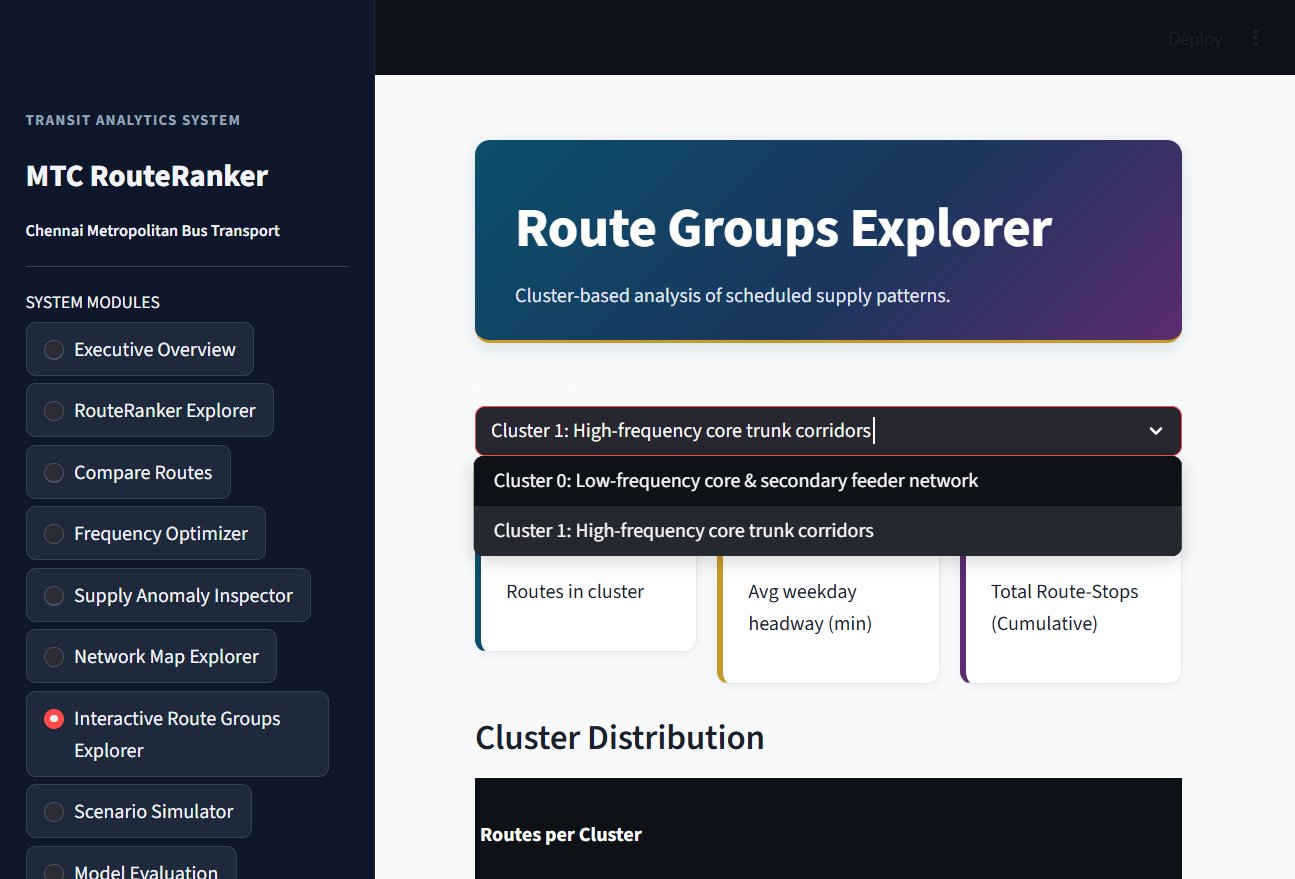 Deploy
TRANSIT ANALYTICS SYSTEM
MTC RouteRanker
Chennai Metropolitan Bus Transport
SYSTEM MODULES
Executive Overview
RouteRanker Explorer
Compare Routes
Frequency Optimizer
Supply Anomaly Inspector
Network Map Explorer
Interactive Route Groups
Explorer
Scenario Simulator
Model Evaluation
Route Groups Explorer
Cluster-based analysis of scheduled supply patterns.
Cluster 1: High-frequency core trunk corridors
Cluster 0: Low-frequency core & secondary feeder network
Cluster 1: High-frequency core trunk corridors
Routes in cluster
Avg weekday
headway (min)
Total Route-Stops
(Cumulative)
Cluster Distribution
Routes per Cluster